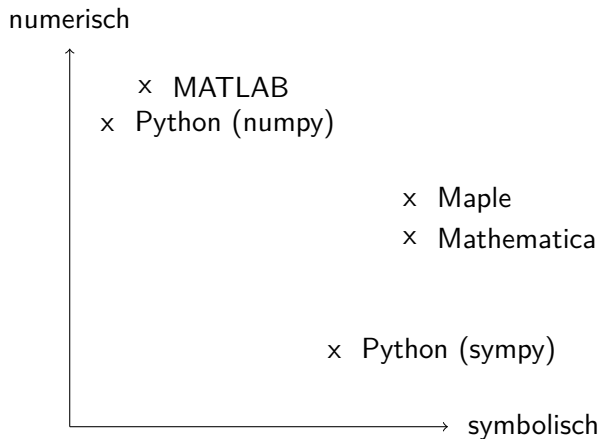 numerisch
x MATLAB
x Python (numpy)
x Maple
x Mathematica
x Python (sympy)
symbolisch